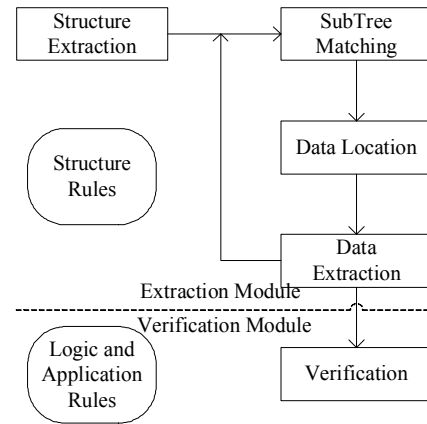 Structure
Extraction
SubTree
Matching
Data Location
Structure
Rules
Data
Extraction
Extraction Module
Verification Module
Logic and
Application
Rules
Verification